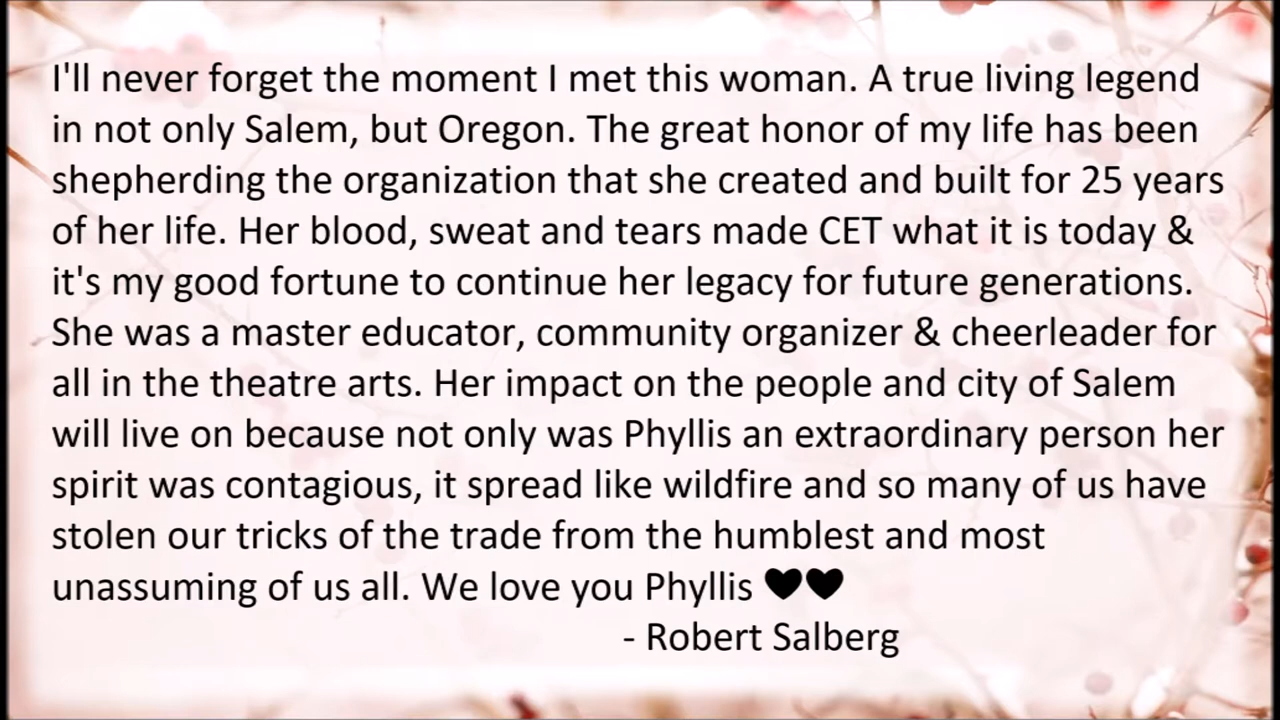 I'll never forget the moment I met this woman. A true living legend
in not only Salem, but Oregon. The great honor of my life has been
shepherding the organization that she created and built for 25 years
of her life. Her blood, sweat and tears made CET what it is today &
it's my good fortune to continue her legacy for future generations.
She was a master educator, community organizer & cheerleader for
all in the theatre arts. Her impact on the people and city of Salem
will live on because not only was Phyllis an extraordinary person her
spirit was contagious, it spread like wildfire and so many of us have
stolen our tricks of the trade from the humblest and most
unassuming of us all. We love you Phyllis ♥♥
- Robert Salberg